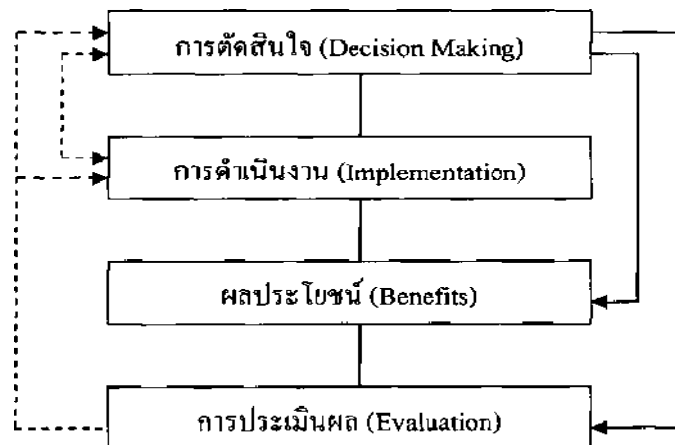 การตัดสินใจ (Decision Making)
การดำเนินงาน (Implementation)
ผลประโยชน์ (Benefits)
การประเมินผล (Evaluation)